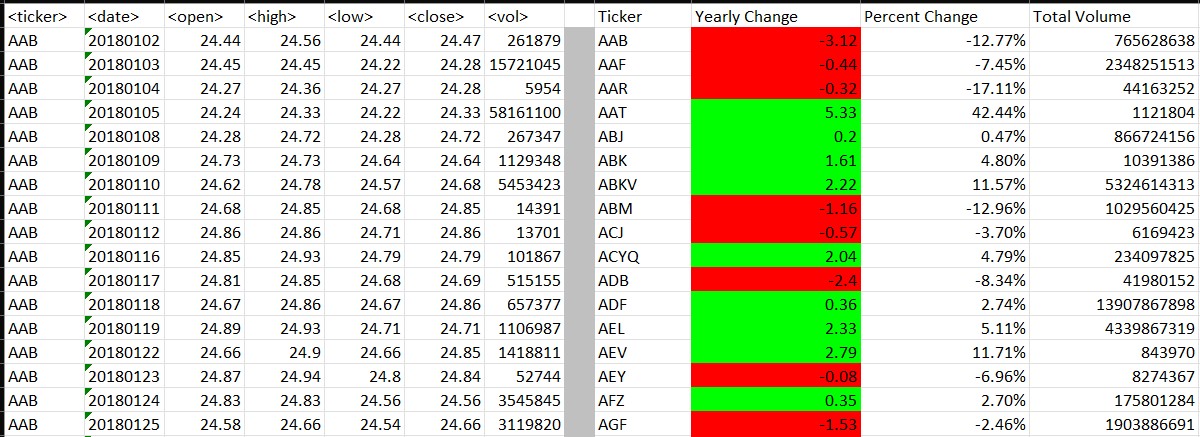 <ticker> <date> <open> <high> <low> <close> <vol> Ticker Yearly Change Percent Change Total Volume
AAB 20180102 24.44 24.56 24.44 24.47 261879 AAB -3.12 -12.77% 765628638
AAB 20180103 24.45 24.45 24.22 24.28 15721045 AAF -0.44 -7.45% 2348251513
AAB 20180104 24.27 24.36 24.27 24.28 5954 AAR -0.32 -17.11% 44163252
AAB 20180105 24.24 24.33 24.22 24.33 58161100 AAT 5.33 42.44% 1121804
AAB 20180108 24.28 24.72 24.28 24.72 267347 ABJ 0.2 0.47% 866724156
AAB 20180109 24.73 24.73 24.64 24.64 1129348 ABK 1.61 4.80% 10391386
AAB 20180110 24.62 24.78 24.57 24.68 5453423 ABKV 2.22 11.57% 5324614313
AAB 20180111 24.68 24.85 24.68 24.85 14391 ABM -1.16 -12.96% 1029560425
AAB 20180112 24.86 24.86 24.71 24.86 13701 ACJ -0.57 -3.70% 6169423
AAB 20180116 24.85 24.93 24.79 24.79 101867 ACYQ 2.04 4.79% 234097825
AAB 20180117 24.81 24.85 24.68 24.69 515155 ADB -2.4 -8.34% 41980152
AAB 20180118 24.67 24.86 24.67 24.86 657377 ADF 0.36 2.74% 13907867898
AAB 20180119 24.89 24.93 24.71 24.71 1106987 AEL 2.33 5.11% 4339867319
AAB 20180122 24.66 24.9 24.66 24.85 1418811 AEV 2.79 11.71% 843970
AAB 20180123 24.87 24.94 24.8 24.84 52744 AEY -0.08 -6.96% 8274367
AAB 20180124 24.83 24.83 24.56 24.56 3545845 AFZ 0.35 2.70% 175801284
AAB 20180125 24.58 24.66 24.54 24.66 3119820 AGF -1.53 -2.46% 1903886691